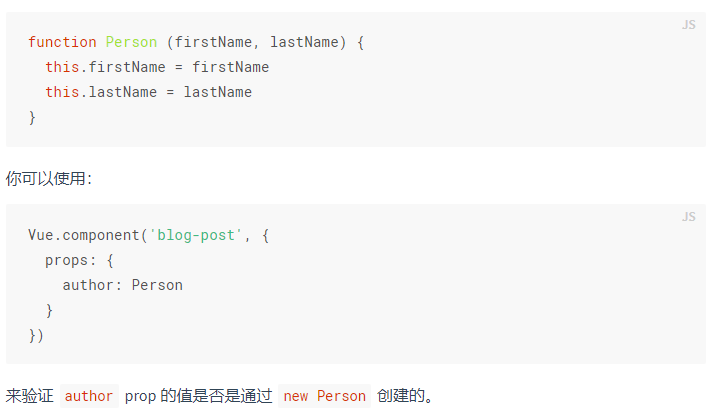 JS
function Person (firstName, lastName) {
  this.firstName = firstName
  this.lastName = lastName
}
你可以使用：
JS
Vue.component('blog-post', {
  props: {
    author: Person
  }
})
来验证 author prop 的值是否是通过 new Person 创建的。